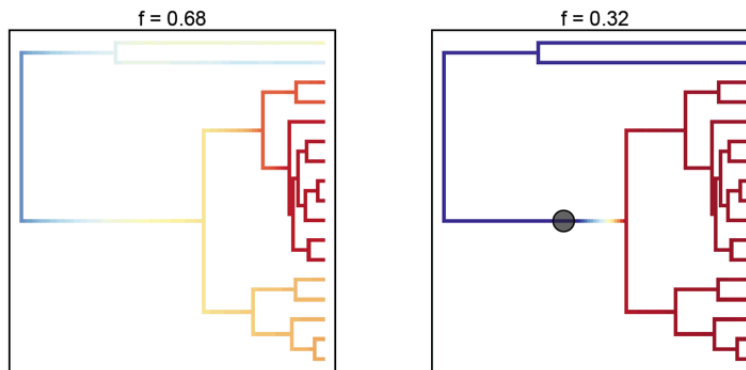 f = 0.68
f = 0.32